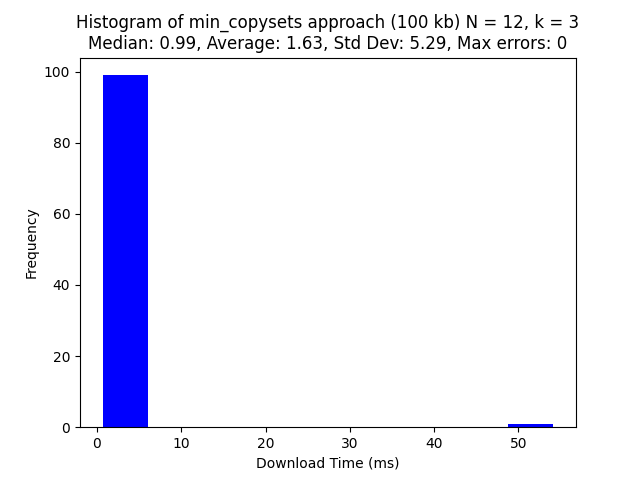 Histogram of min_copysets approach (100 kb) N = 12, k = 3
Median: 0.99, Average: 1.63, Std Dev: 5.29, Max errors: 0
100
80
60
40
20
0
Frequency
0 10 20 30 40 50
Download Time (ms)